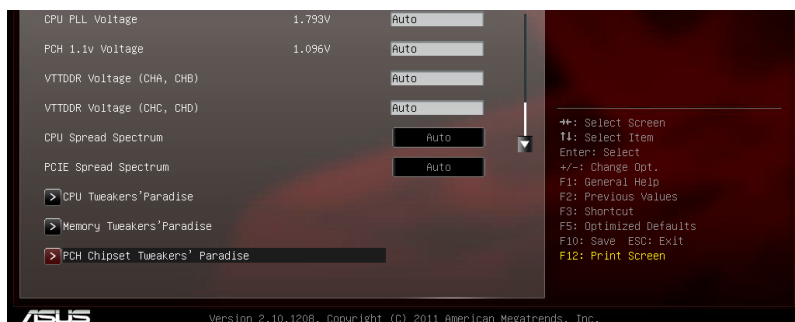 CPU PLL Voltage 1.793V Auto
PCH 1.1v Voltage 1.096V Auto
VTTDDR Voltage (CHA, CHB) Auto
VTTDDR Voltage (CHC, CHD) Auto
CPU Spread Spectrum Auto
PCIE Spread Spectrum Auto
> CPU Tweakers'Paradise
> Memory Tweakers'Paradise
> PCH Chipset Tweakers' Paradise
→←: Select Screen
↑↓: Select Item
Enter: Select
+/-: Change Opt.
F1: General Help
F2: Previous Values
F3: Shortcut
F5: Optimized Defaults
F10: Save ESC: Exit
F12: Print Screen
ASUS
Version 2.10.1208. Copyright (C) 2011 American Megatrends, Inc.